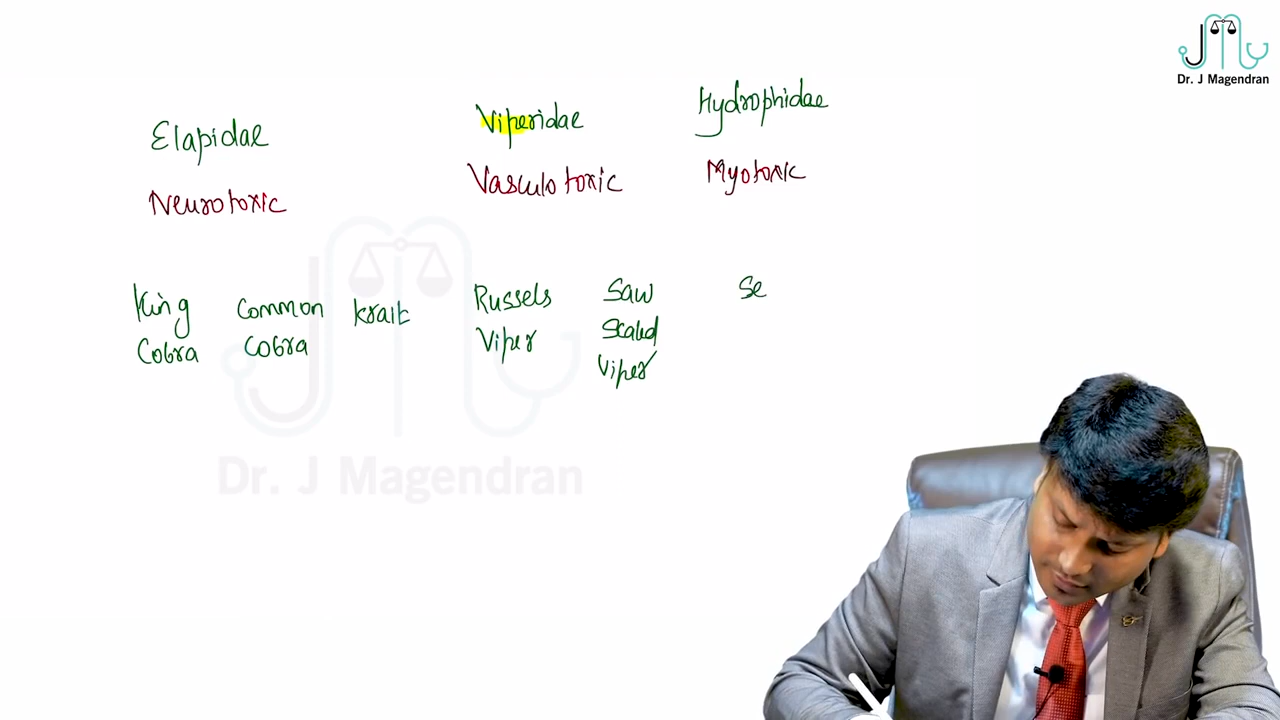 Dr. J Magendran
Elapidae Viperidae Hydrophidae
Neurotoxic Vasculotoxic Myotoxic
King Common Krait Russels Saw Se
Cobra Cobra Viper Scaled
Viper
Dr. J Magendran